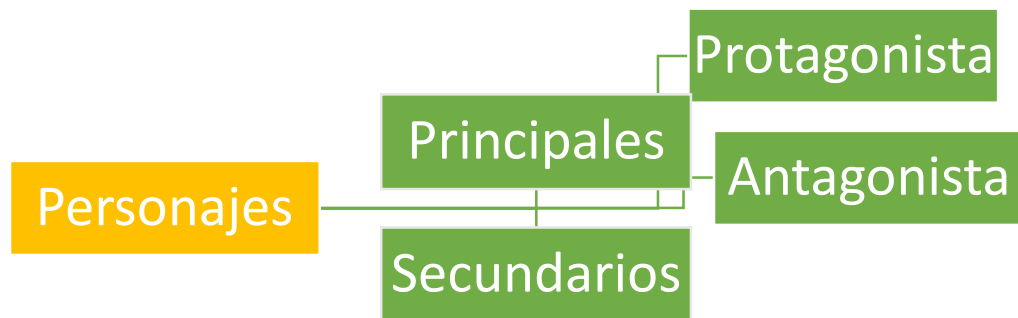 Personajes
Principales
Secundarios
Protagonista
Antagonista